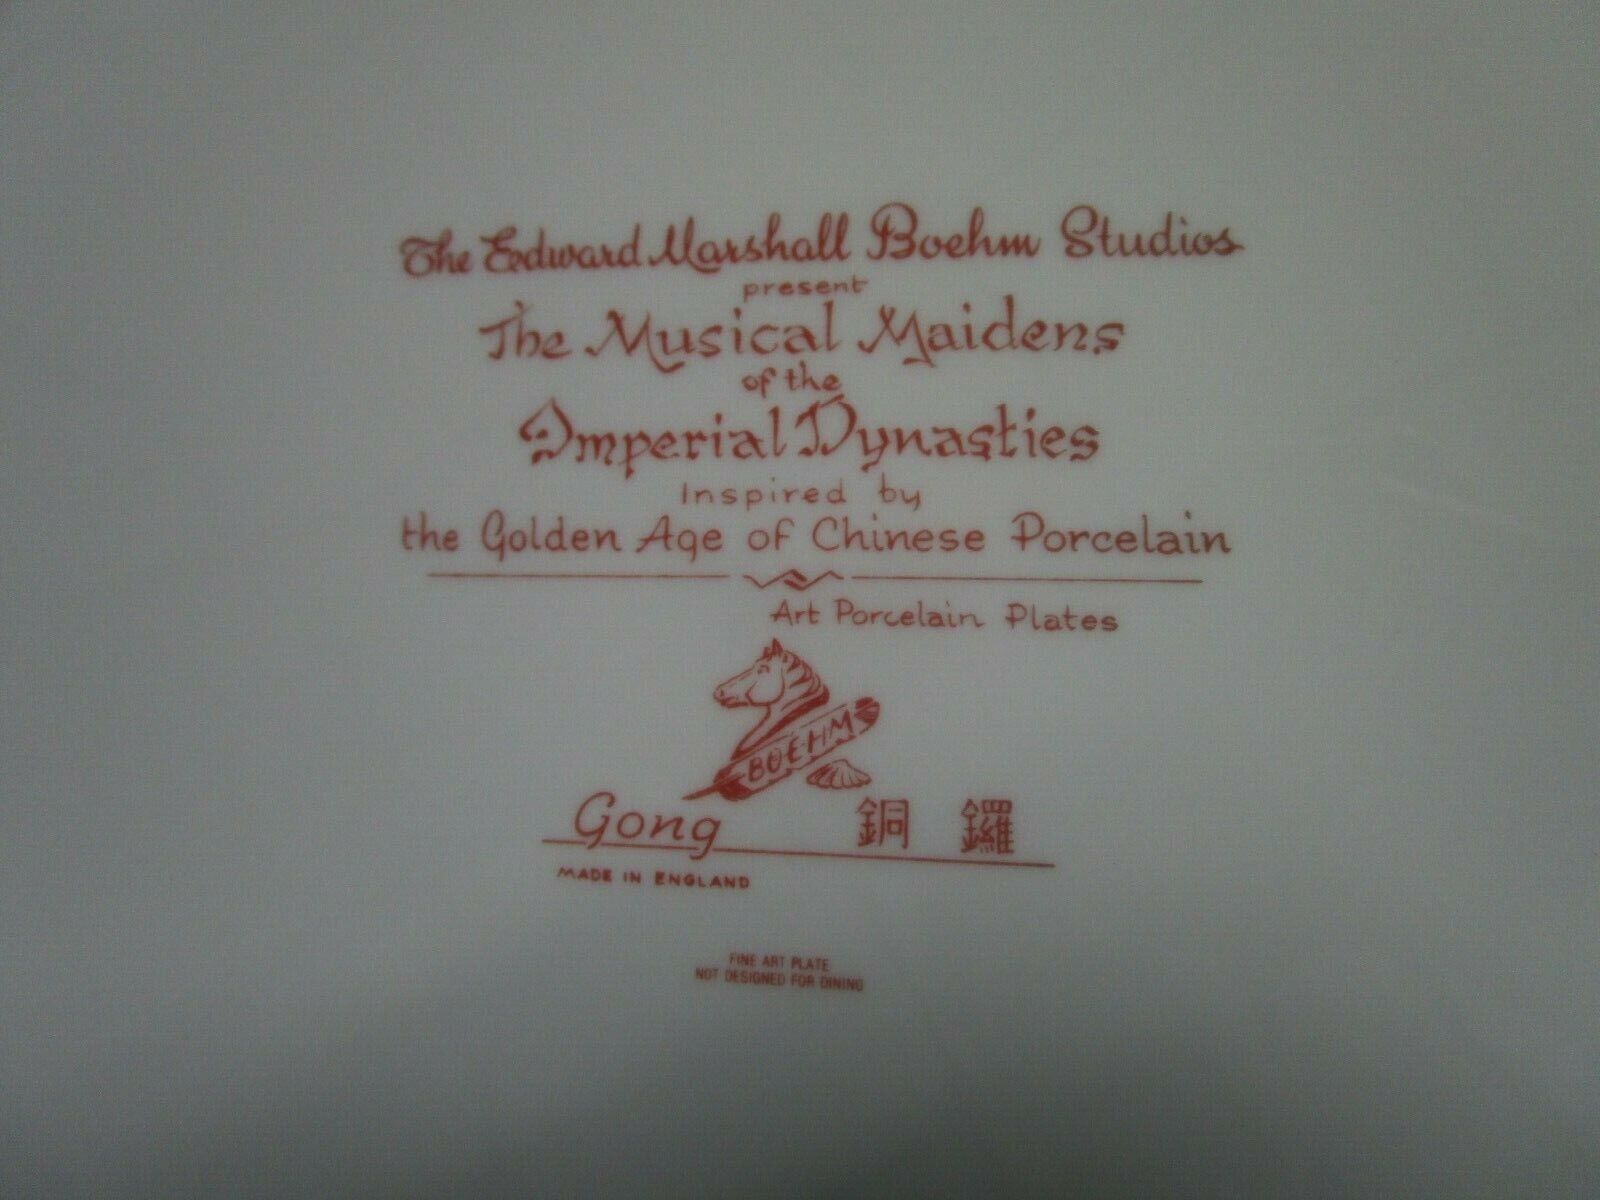 The Edward Marshall Boehm Studios
present
The Musical Maidens
of the
Imperial Dynasties
Inspired by
the Golden Age of Chinese Porcelain
Art Porcelain Plates
BOEHM
Gong 銅 鑼
MADE IN ENGLAND
FINE ART PLATE
NOT DESIGNED FOR DINING